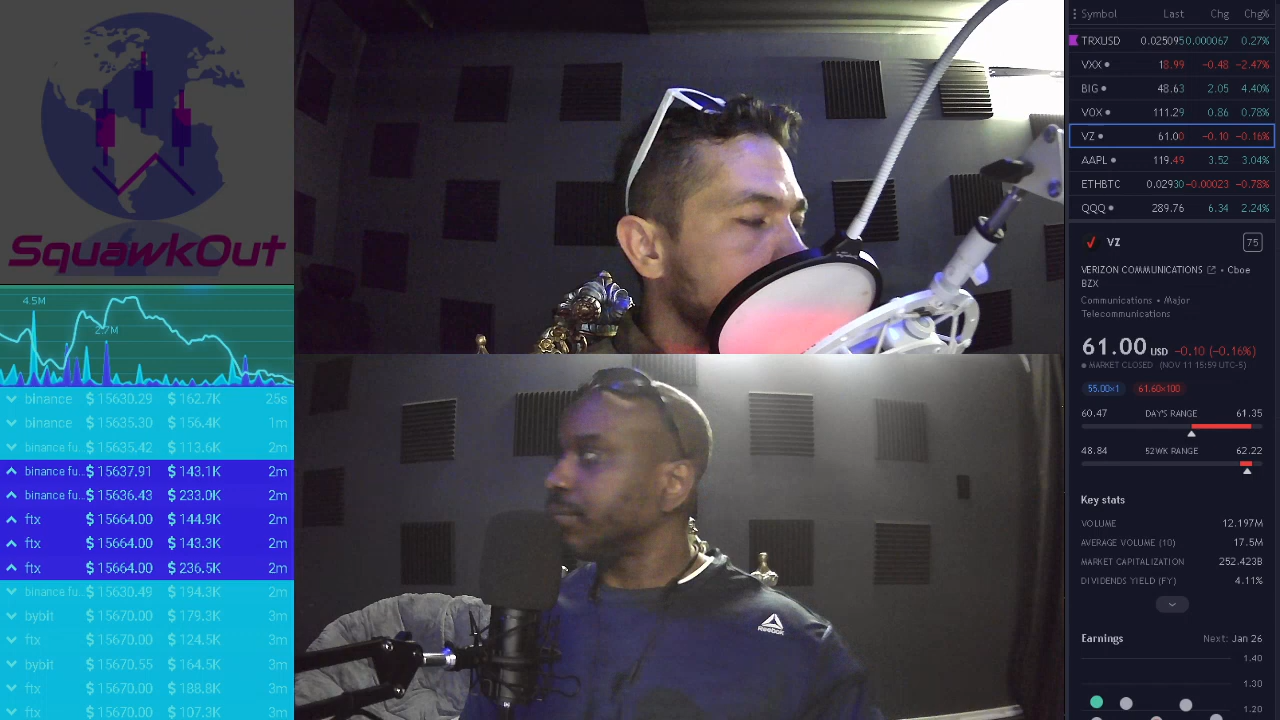 SquawkOut
4.5M
2.7M
binance $ 15630.29 $ 162.7K 25s
binance $ 15635.30 $ 156.4K 1m
binance fu... $ 15635.42 $ 113.6K 2m
binance fu... $ 15637.91 $ 143.1K 2m
binance fu... $ 15636.43 $ 233.0K 2m
ftx $ 15664.00 $ 144.9K 2m
ftx $ 15664.00 $ 143.3K 2m
ftx $ 15664.00 $ 236.5K 2m
binance fu... $ 15630.49 $ 194.3K 2m
bybit $ 15670.00 $ 179.3K 3m
ftx $ 15670.00 $ 124.5K 3m
bybit $ 15670.55 $ 164.5K 3m
ftx $ 15670.00 $ 188.8K 3m
ftx $ 15670.00 $ 107.3K 3m
Reebok
Symbol Last Chg Chg%
TRXUSD 0.025095 0.000067 0.27%
VXX 18.99 −0.48 −2.47%
BIG 48.63 2.05 4.40%
VOX 111.29 0.86 0.78%
VZ 61.00 −0.10 −0.16%
AAPL 119.49 3.52 3.04%
ETHBTC 0.02930 −0.00023 −0.78%
QQQ 289.76 6.34 2.24%
VZ 75
VERIZON COMMUNICATIONS • Cboe
BZX
Communications • Major
Telecommunications
61.00 USD −0.10 (−0.16%)
MARKET CLOSED (NOV 11 15:59 UTC-5)
55.00×1 61.60×100
60.47 DAYS RANGE 61.35
48.84 52WK RANGE 62.22
Key stats
VOLUME 12.197M
AVERAGE VOLUME (10) 17.5M
MARKET CAPITALIZATION 252.423B
DIVIDENDS YIELD (FY) 4.11%
Earnings Next: Jan 26
1.40
1.30
1.20